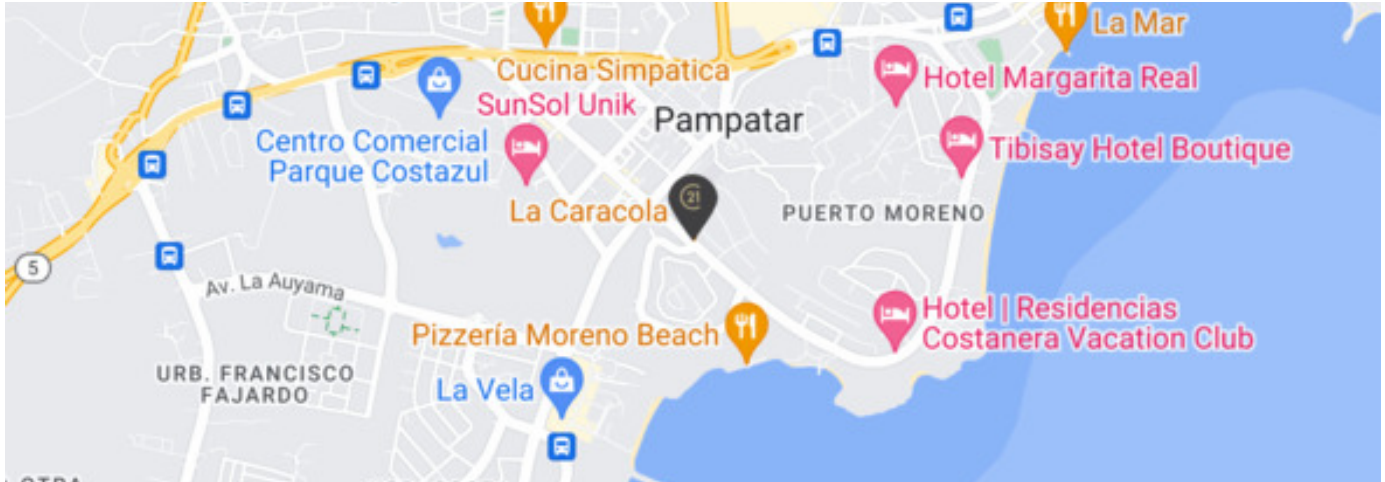 La Mar
Cucina Simpatica
Hotel Margarita Real
SunSol Unik
Pampatar
Centro Comercial
Parque Costazul
Tibisay Hotel Boutique
La Caracola
21
PUERTO MORENO
5
Av. La Auyama
Hotel | Residencias
Costanera Vacation Club
Pizzería Moreno Beach
URB. FRANCISCO
FAJARDO
La Vela